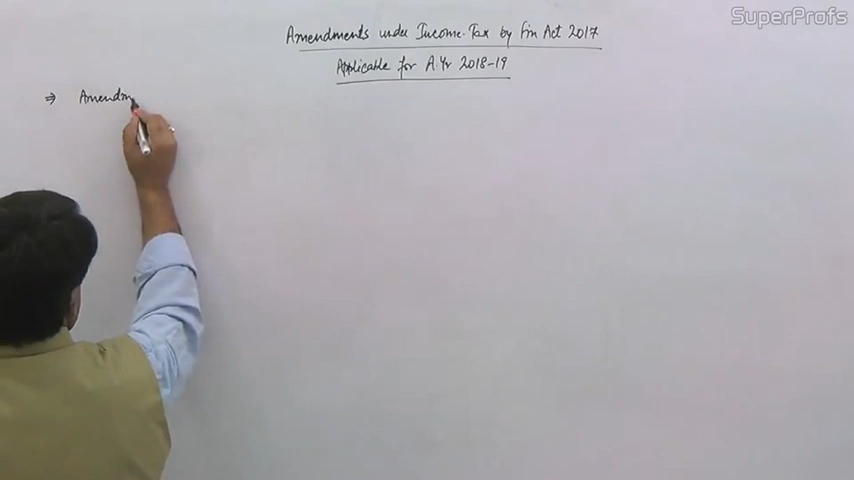 SuperProfs
Amendments under Income-Tax by Fin Act 2017
Applicable for A.Yr 2018-19
⇒ Amendm